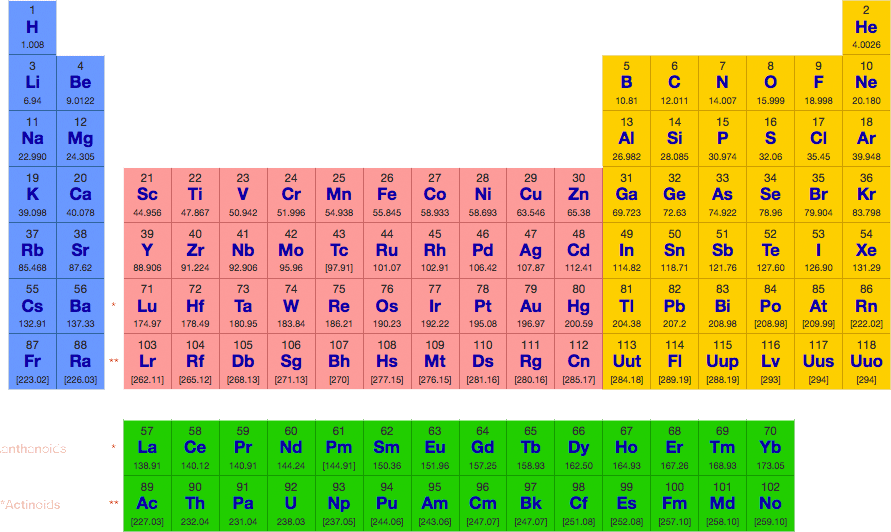 1 2
H He
1.008 4.0026
3 4 5 6 7 8 9 10
Li Be B C N O F Ne
6.94 9.0122 10.81 12.011 14.007 15.999 18.998 20.180
11 12 13 14 15 16 17 18
Na Mg Al Si P S Cl Ar
22.990 24.305 26.982 28.085 30.974 32.06 35.45 39.948
19 20 21 22 23 24 25 26 27 28 29 30 31 32 33 34 35 36
K Ca Sc Ti V Cr Mn Fe Co Ni Cu Zn Ga Ge As Se Br Kr
39.098 40.078 44.956 47.867 50.942 51.996 54.938 55.845 58.933 58.693 63.546 65.38 69.723 72.63 74.922 78.96 79.904 83.798
37 38 39 40 41 42 43 44 45 46 47 48 49 50 51 52 53 54
Rb Sr Y Zr Nb Mo Tc Ru Rh Pd Ag Cd In Sn Sb Te I Xe
85.468 87.62 88.906 91.224 92.906 95.96 [97.91] 101.07 102.91 106.42 107.87 112.41 114.82 118.71 121.76 127.60 126.90 131.29
55 56 71 72 73 74 75 76 77 78 79 80 81 82 83 84 85 86
Cs Ba * Lu Hf Ta W Re Os Ir Pt Au Hg Tl Pb Bi Po At Rn
132.91 137.33 174.97 178.49 180.95 183.84 186.21 190.23 192.22 195.08 196.97 200.59 204.38 207.2 208.98 [208.98] [209.99] [222.02]
87 88 103 104 105 106 107 108 109 110 111 112 113 114 115 116 117 118
Fr Ra ** Lr Rf Db Sg Bh Hs Mt Ds Rg Cn Uut Fl Uup Lv Uus Uuo
[223.02] [226.03] [262.11] [265.12] [268.13] [271.13] [270] [277.15] [276.15] [281.16] [280.16] [285.17] [284.18] [289.19] [288.19] [293] [294] [294]
57 58 59 60 61 62 63 64 65 66 67 68 69 70
anthanoids * La Ce Pr Nd Pm Sm Eu Gd Tb Dy Ho Er Tm Yb
138.91 140.12 140.91 144.24 [144.91] 150.36 151.96 157.25 158.93 162.50 164.93 167.26 168.93 173.05
89 90 91 92 93 94 95 96 97 98 99 100 101 102
*Actinoids ** Ac Th Pa U Np Pu Am Cm Bk Cf Es Fm Md No
[227.03] 232.04 231.04 238.03 [237.05] [244.06] [243.06] [247.07] [247.07] [251.08] [252.08] [257.10] [258.10] [259.10]